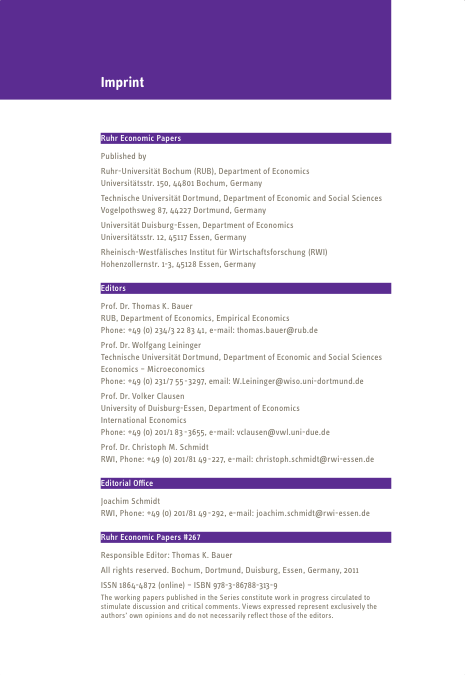 Imprint
Ruhr Economic Papers
Published by
Ruhr-Universität Bochum (RUB), Department of Economics
Universitätsstr. 150, 44801 Bochum, Germany
Technische Universität Dortmund, Department of Economic and Social Sciences
Vogelpothsweg 87, 44227 Dortmund, Germany
Universität Duisburg-Essen, Department of Economics
Universitätsstr. 12, 45117 Essen, Germany
Rheinisch-Westfälisches Institut für Wirtschaftsforschung (RWI)
Hohenzollernstr. 1-3, 45128 Essen, Germany
Editors
Prof. Dr. Thomas K. Bauer
RUB, Department of Economics, Empirical Economics
Phone: +49 (0) 234/3 22 83 41, e-mail: thomas.bauer@rub.de
Prof. Dr. Wolfgang Leininger
Technische Universität Dortmund, Department of Economic and Social Sciences
Economics – Microeconomics
Phone: +49 (0) 231/7 55-3297, email: W.Leininger@wiso.uni-dortmund.de
Prof. Dr. Volker Clausen
University of Duisburg-Essen, Department of Economics
International Economics
Phone: +49 (0) 201/1 83-3655, e-mail: vclausen@vwl.uni-due.de
Prof. Dr. Christoph M. Schmidt
RWI, Phone: +49 (0) 201/81 49-227, e-mail: christoph.schmidt@rwi-essen.de
Editorial Office
Joachim Schmidt
RWI, Phone: +49 (0) 201/81 49-292, e-mail: joachim.schmidt@rwi-essen.de
Ruhr Economic Papers #267
Responsible Editor: Thomas K. Bauer
All rights reserved. Bochum, Dortmund, Duisburg, Essen, Germany, 2011
ISSN 1864-4872 (online) – ISBN 978-3-86788-313-9
The working papers published in the Series constitute work in progress circulated to
stimulate discussion and critical comments. Views expressed represent exclusively the
authors' own opinions and do not necessarily reflect those of the editors.